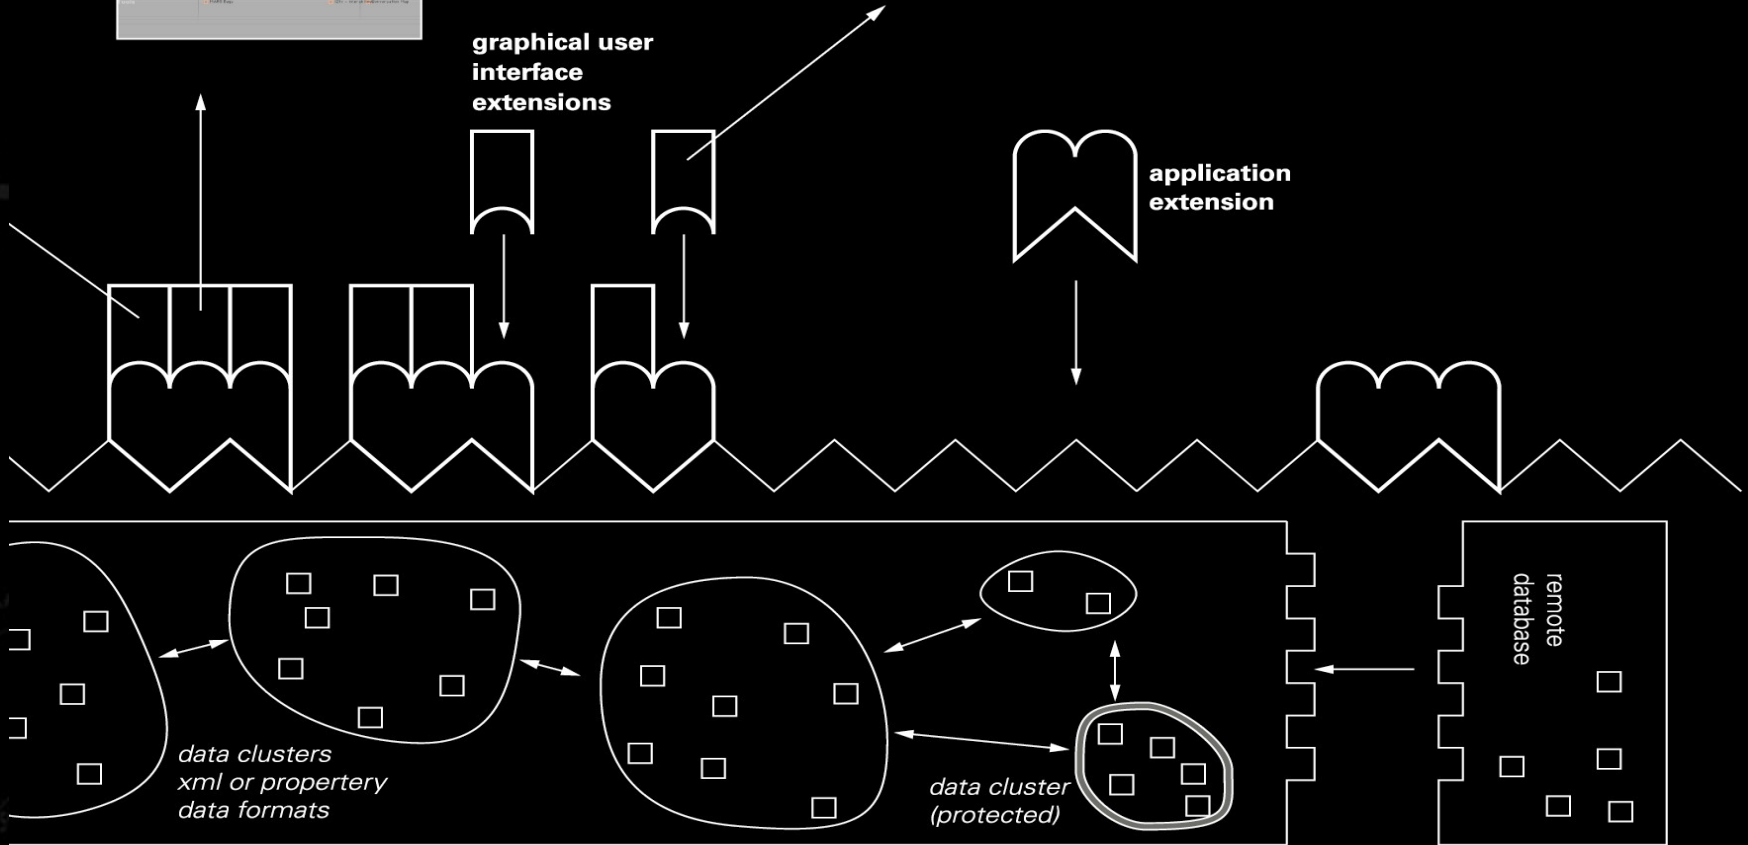 graphical user
interface
extensions
application
extension
remote
database
data clusters
xml or propertery
data formats
data cluster
(protected)